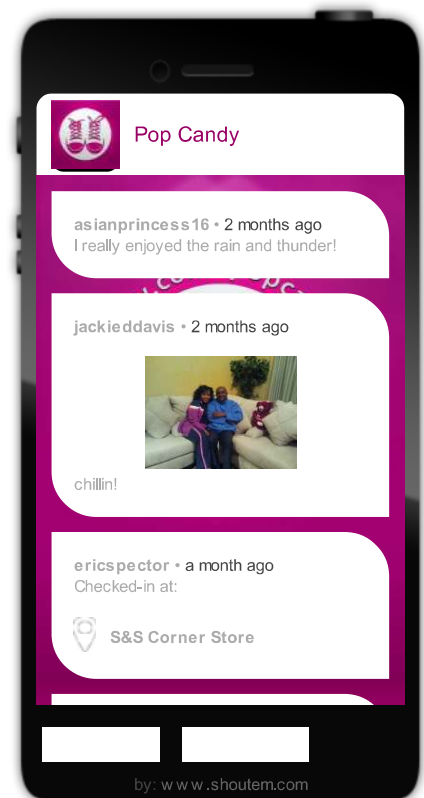 Pop Candy
asianprincess16 • 2 months ago
I really enjoyed the rain and thunder!
jackieddavis • 2 months ago
chillin!
ericspector • a month ago
Checked-in at:
S&S Corner Store
by: www.shoutem.com